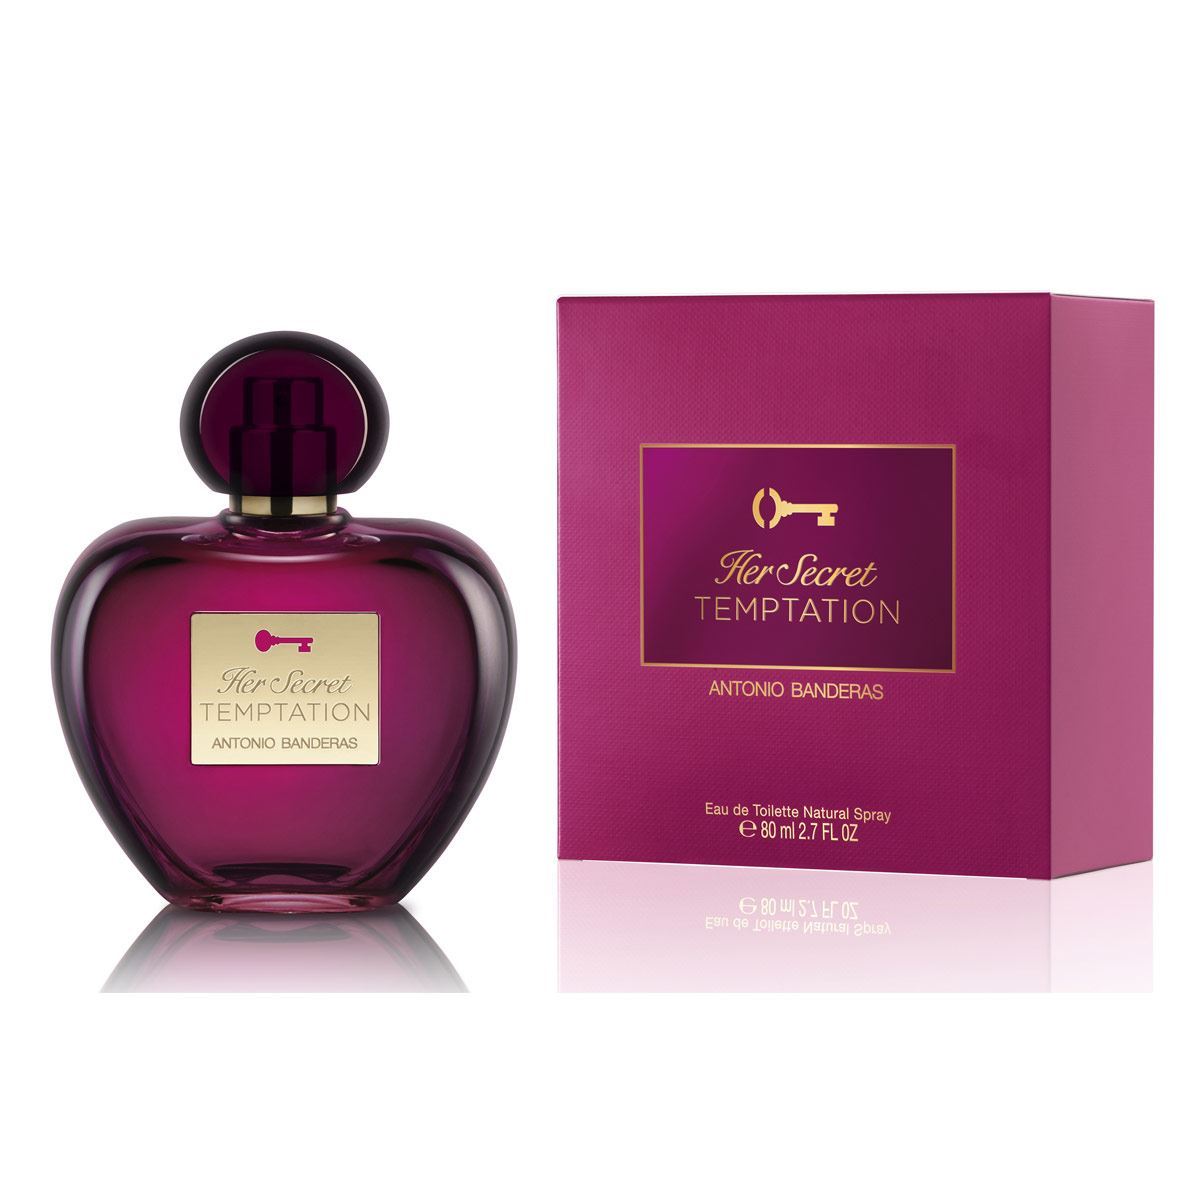 Her Secret
TEMPTATION
ANTONIO BANDERAS
Her Secret
TEMPTATION
ANTONIO BANDERAS
Eau de Toilette Natural Spray
℮ 80 ml 2.7 FL OZ